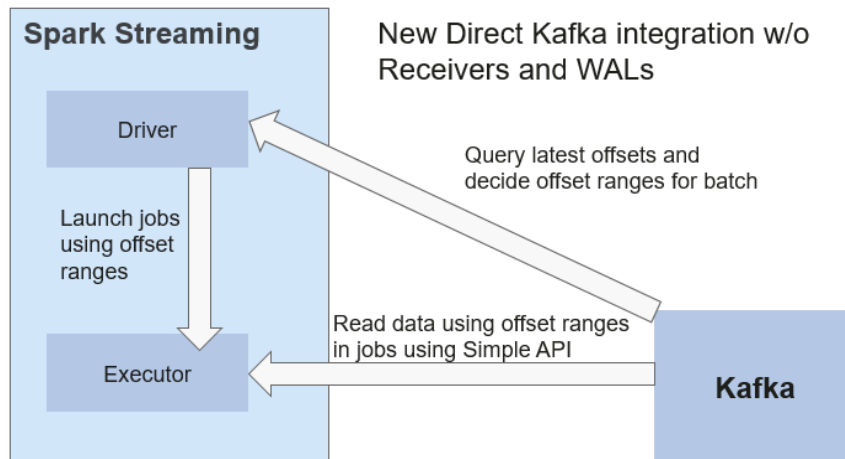 Spark Streaming
New Direct Kafka integration w/o
Receivers and WALs
Driver
Query latest offsets and
decide offset ranges for batch
Launch jobs
using offset
ranges
Read data using offset ranges
in jobs using Simple API
Executor
Kafka